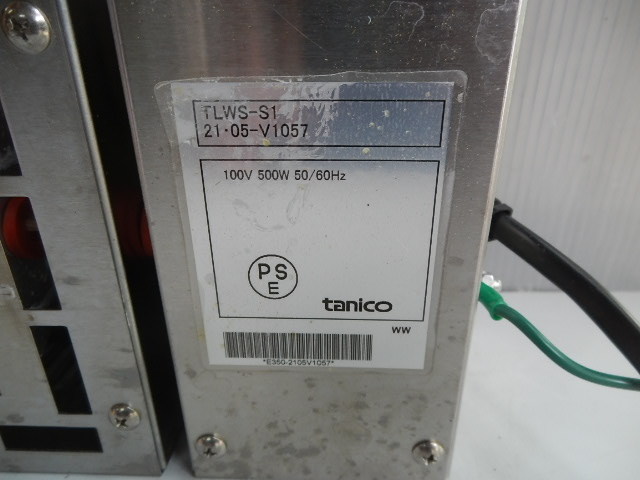 TLWS-S1
21・05-V1057
100V 500W 50/60Hz
PS
E
tanico
WW
*E350-2105V1057*